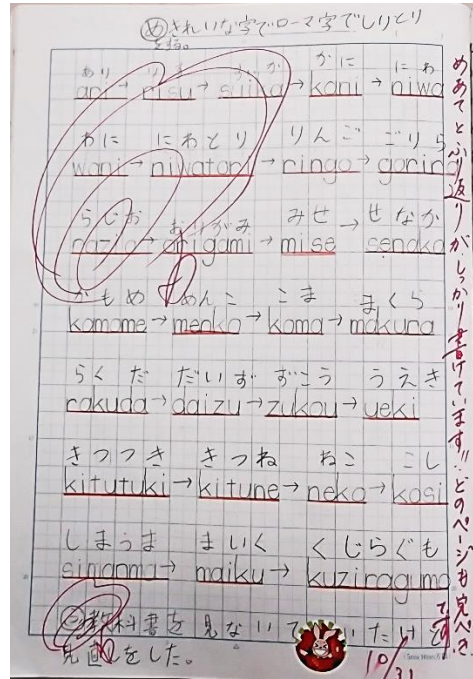 めきれいな字でローマ字でしりとり
を書く。
あり りす すいか かに にわ
ari→risu→suika→kani→niwa
わに にわとり りんご ごりら
wani→niwatori→ringo→gorira
らじお おりがみ みせ せなか
razio→origami→mise→senaka
かもめ めんこ こま まくら
kamome→menko→koma→makura
らくだ だいず ずこう うえき
rakuda→daizu→zukou→ueki
きつつき きつね ねこ こし
kitutuki→kitune→neko→kosi
しまうま まいく くじらぐも
simauma→maiku→kuziragumo
教科書を見ないで いたけど
見直しをした。
めあてとふり返りが、しっかり書けています!!どのページも完ぺきです
10/31